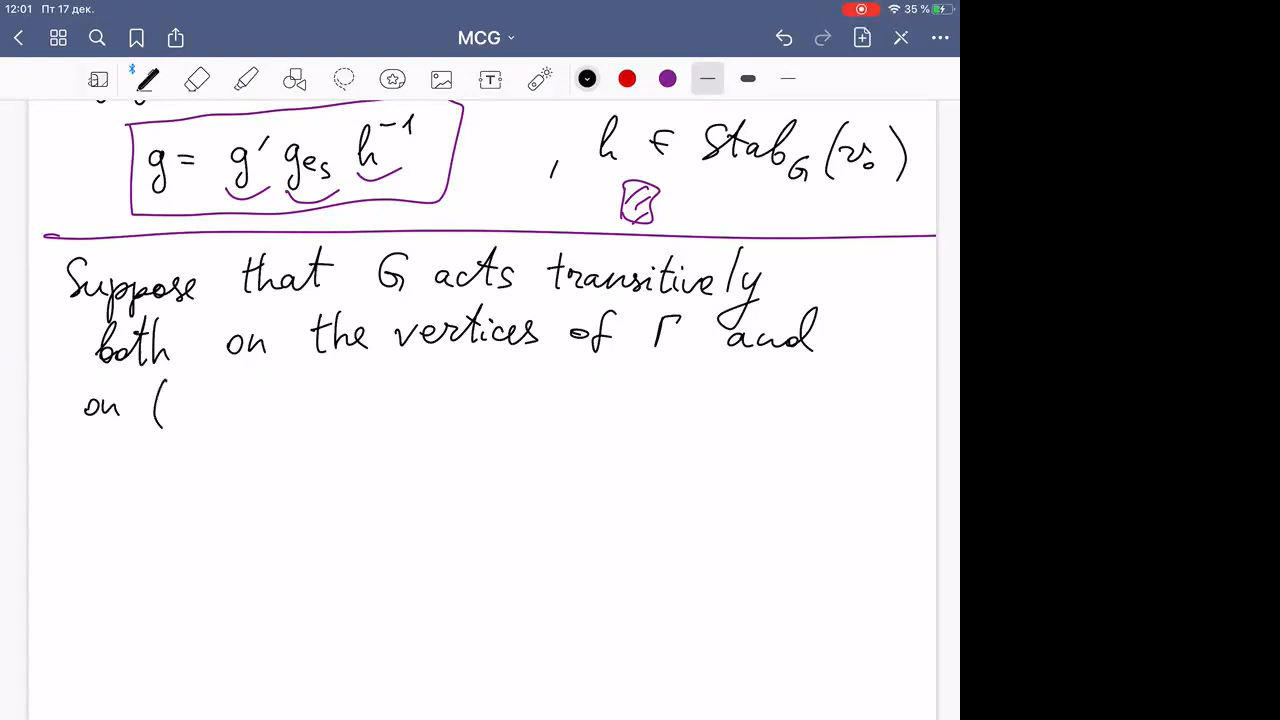 12:01 Пт 17 дек. 35 %
MCG
g = g′ g_{e_s} h^{-1} , h ∈ Stab_G(v_0)
Suppose that G acts transitively
both on the vertices of Γ and
on (